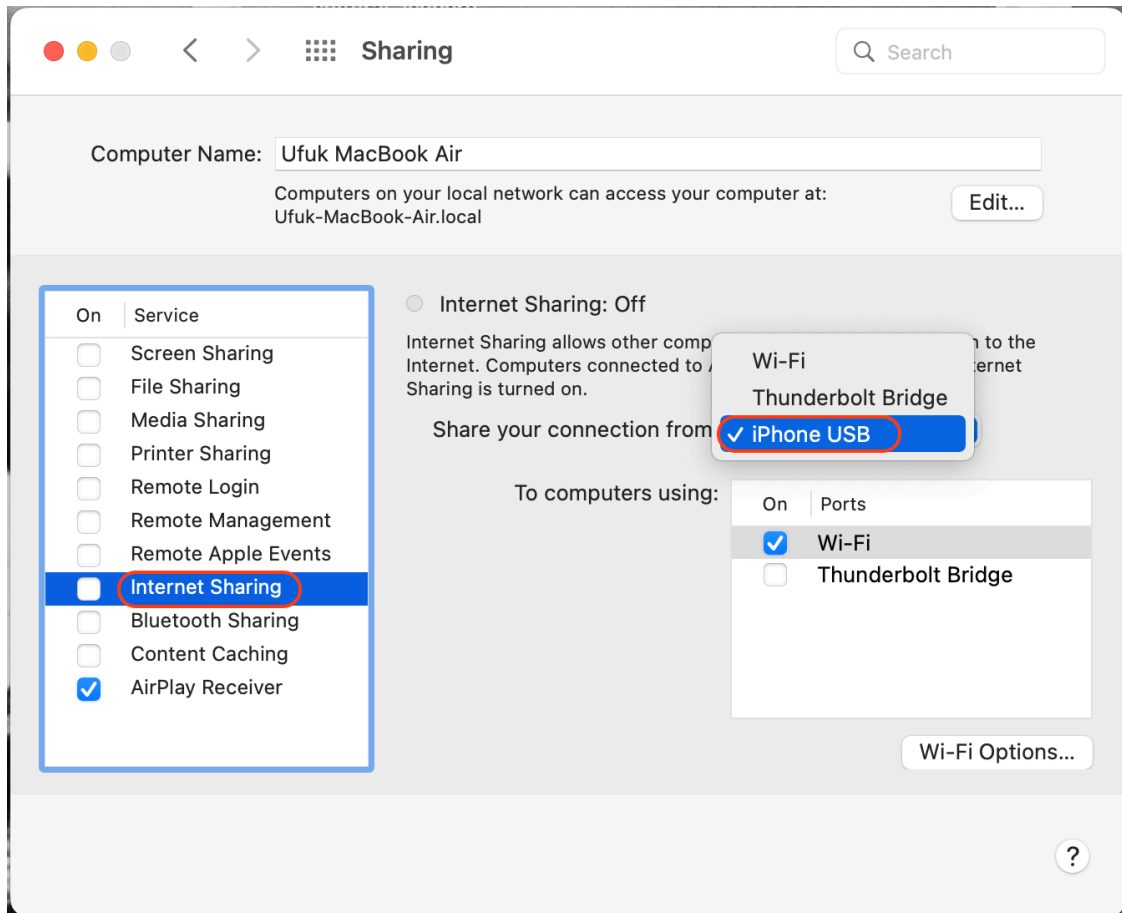 Sharing
Search
Computer Name: Ufuk MacBook Air
Computers on your local network can access your computer at:
Ufuk-MacBook-Air.local
Edit...
On Service
Screen Sharing
File Sharing
Media Sharing
Printer Sharing
Remote Login
Remote Management
Remote Apple Events
Internet Sharing
Bluetooth Sharing
Content Caching
AirPlay Receiver
Internet Sharing: Off
Internet Sharing allows other comp n to the
Internet. Computers connected to ernet
Sharing is turned on.
Share your connection from
Wi-Fi
Thunderbolt Bridge
✓ iPhone USB
To computers using:
On Ports
Wi-Fi
Thunderbolt Bridge
Wi-Fi Options...
?